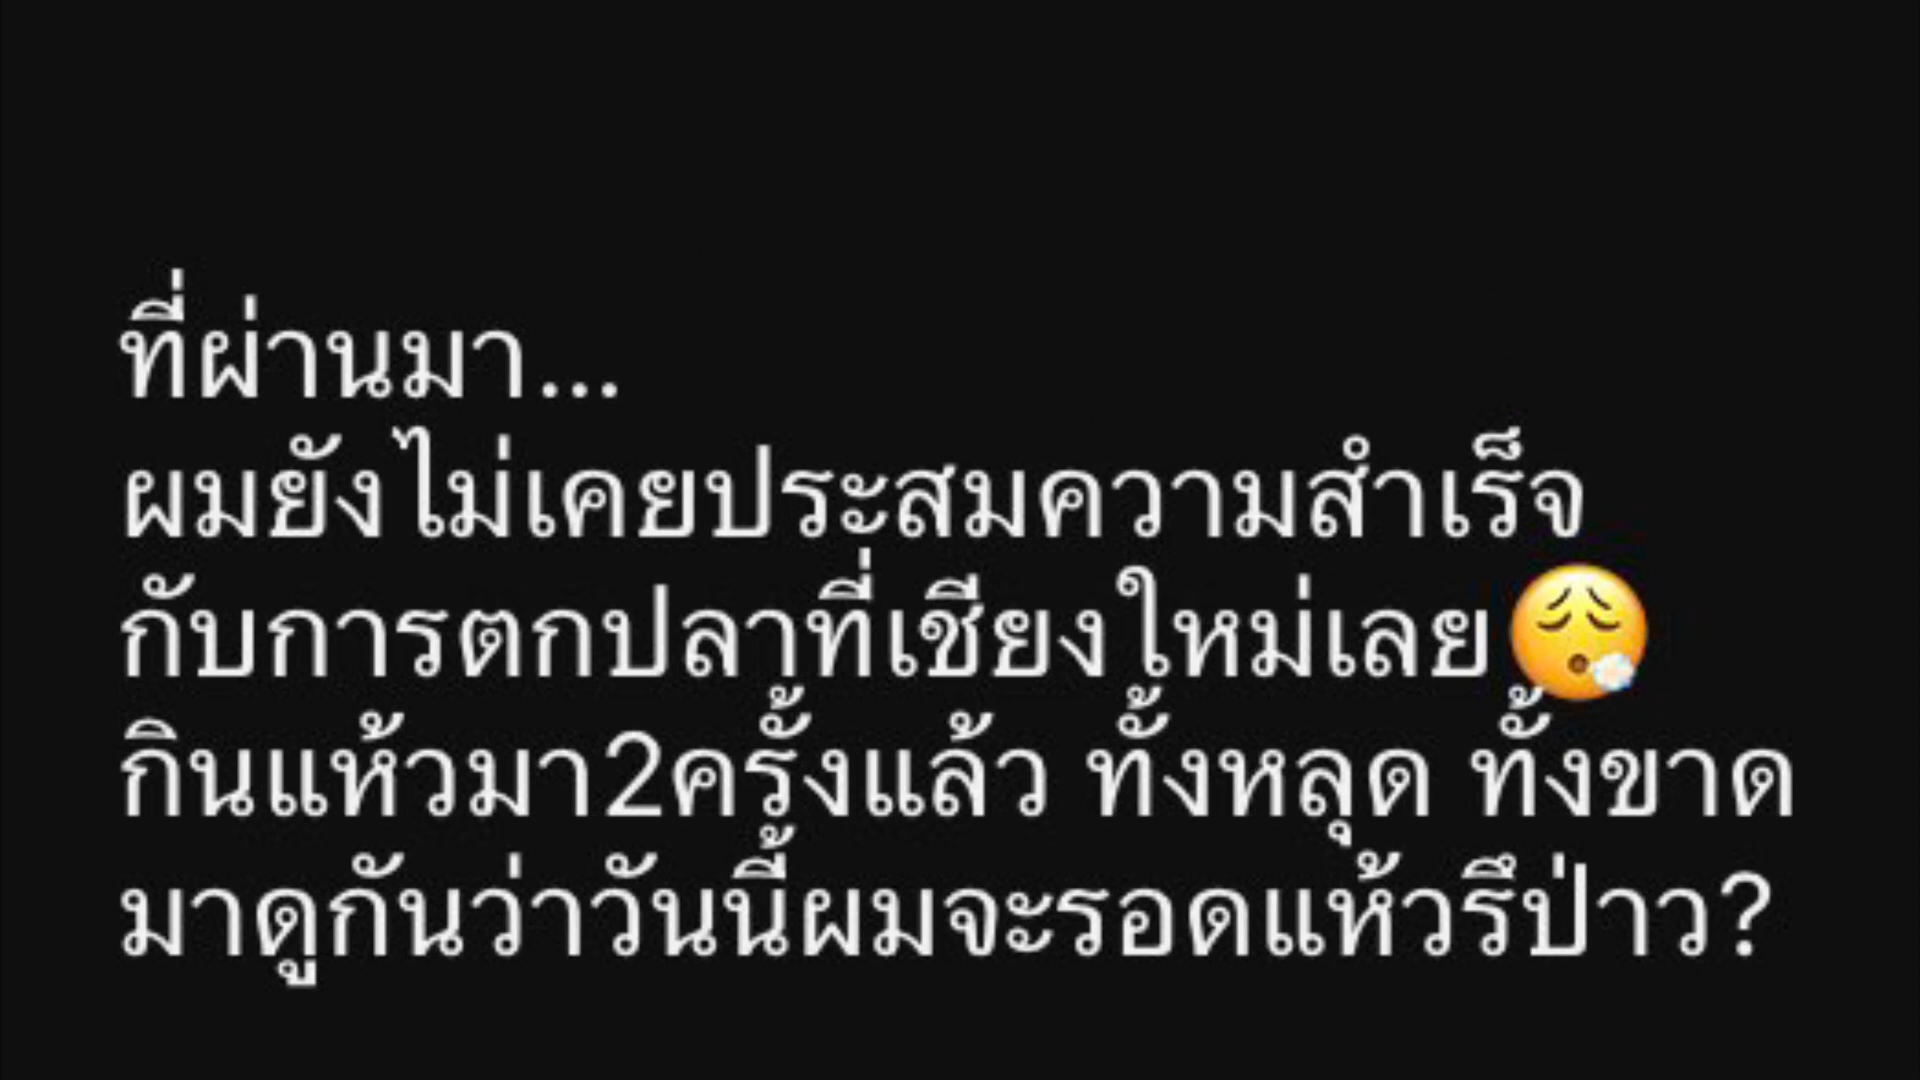 ที่ผ่านมา...
ผมยังไม่เคยประสมความสำเร็จ
กับการตกปลาที่เชียงใหม่เลย😮‍💨
กินแห้วมา2ครั้งแล้ว ทั้งหลุด ทั้งขาด
มาดูกันว่าวันนี้ผมจะรอดแห้วรึป่าว?